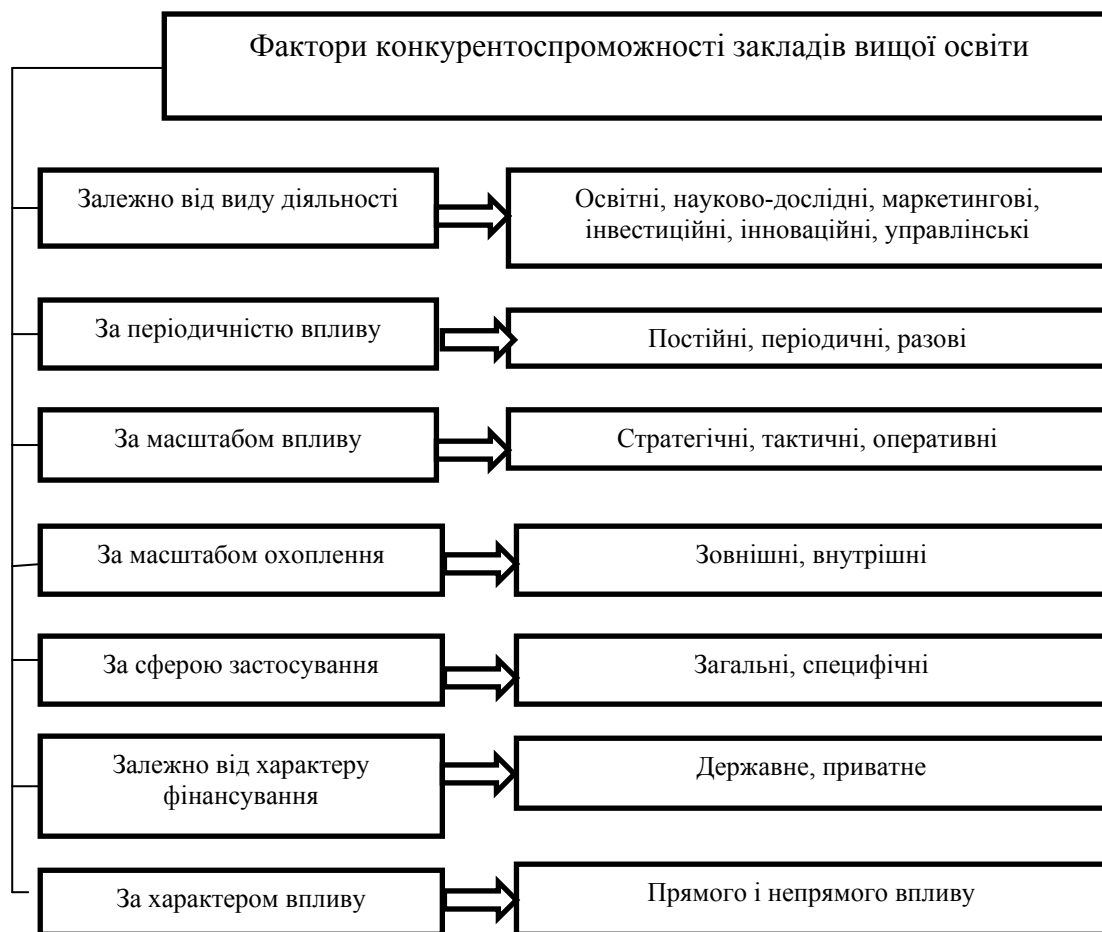 Фактори конкурентоспроможності закладів вищої освіти
Залежно від виду діяльності
Освітні, науково-дослідні, маркетингові,
інвестиційні, інноваційні, управлінські
За періодичністю впливу
Постійні, періодичні, разові
За масштабом впливу
Стратегічні, тактичні, оперативні
За масштабом охоплення
Зовнішні, внутрішні
За сферою застосування
Загальні, специфічні
Залежно від характеру
фінансування
Державне, приватне
За характером впливу
Прямого і непрямого впливу